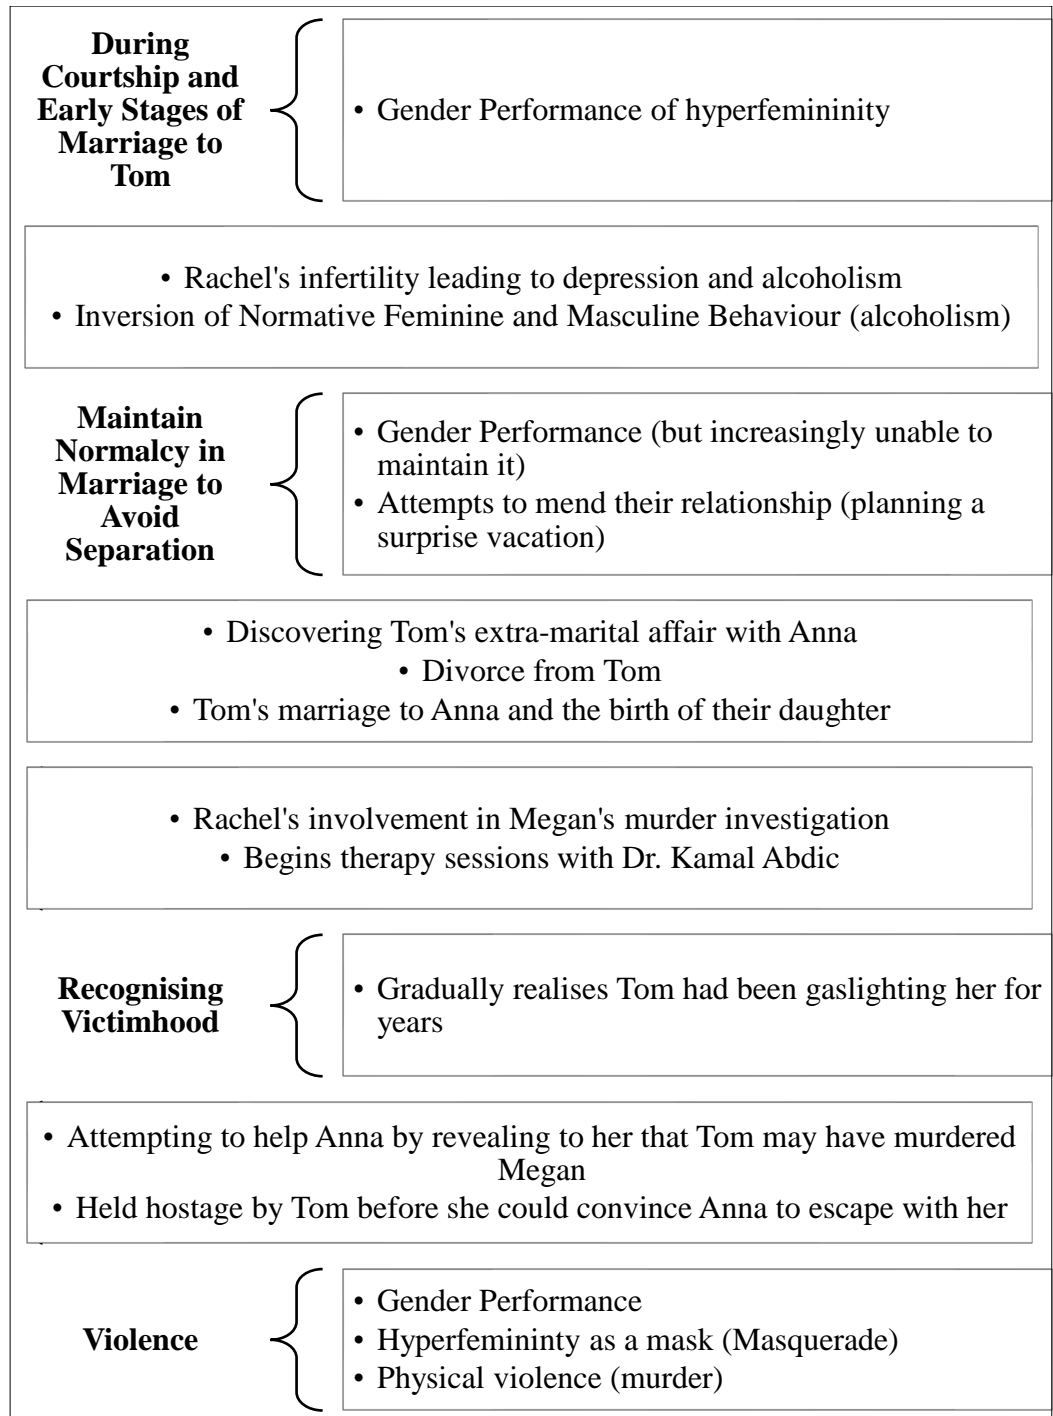 During
Courtship and
Early Stages of
Marriage to
Tom
• Gender Performance of hyperfemininity
• Rachel's infertility leading to depression and alcoholism
• Inversion of Normative Feminine and Masculine Behaviour (alcoholism)
Maintain
Normalcy in
Marriage to
Avoid
Separation
• Gender Performance (but increasingly unable to
maintain it)
• Attempts to mend their relationship (planning a
surprise vacation)
• Discovering Tom's extra-marital affair with Anna
• Divorce from Tom
• Tom's marriage to Anna and the birth of their daughter
• Rachel's involvement in Megan's murder investigation
• Begins therapy sessions with Dr. Kamal Abdic
Recognising
Victimhood
• Gradually realises Tom had been gaslighting her for
years
• Attempting to help Anna by revealing to her that Tom may have murdered
Megan
• Held hostage by Tom before she could convince Anna to escape with her
Violence
• Gender Performance
• Hyperfemininty as a mask (Masquerade)
• Physical violence (murder)